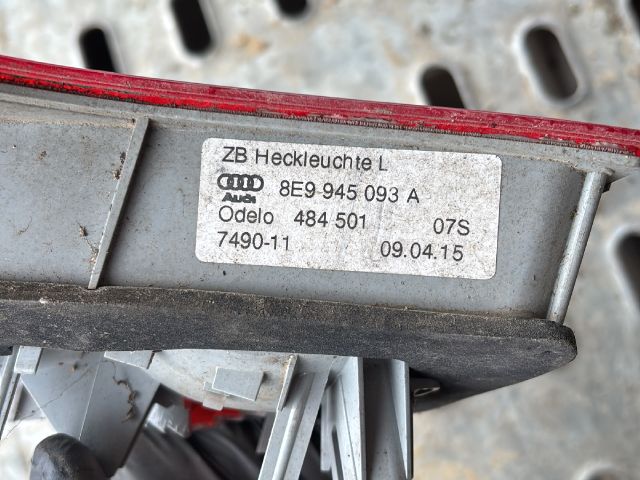 ZB Heckleuchte L
Audi 8E9 945 093 A
Odelo 484 501 07S
7490-11 09.04.15